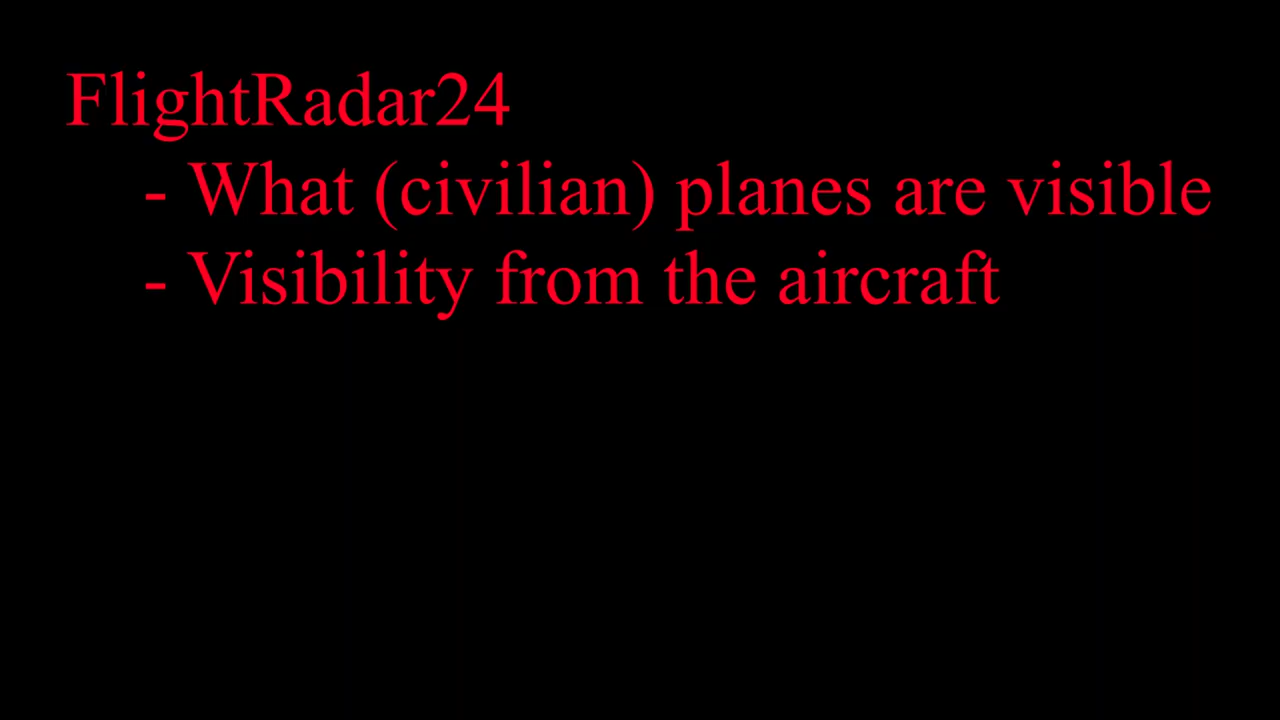 FlightRadar24
- What (civilian) planes are visible
- Visibility from the aircraft